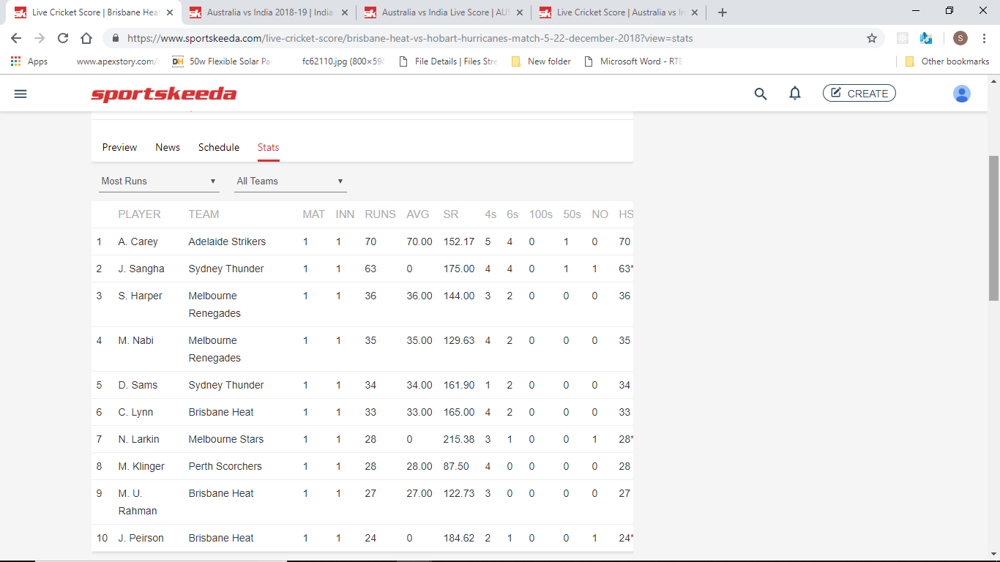 Live Cricket Score | Brisbane Hea
Australia vs India 2018-19 | India
Australia vs India Live Score | AUS
Live Cricket Score | Australia vs In
https://www.sportskeeda.com/live-cricket-score/brisbane-heat-vs-hobart-hurricanes-match-5-22-december-2018?view=stats
S
Apps
www.apexstory.com/
50w Flexible Solar Pa
fc62110.jpg (800×598
File Details | Files Stre
New folder
Microsoft Word - RTE
Other bookmarks
sportskeeda
CREATE
Preview News Schedule Stats
Most Runs ▼ All Teams ▼
PLAYER TEAM MAT INN RUNS AVG SR 4s 6s 100s 50s NO HS
1 A. Carey Adelaide Strikers 1 1 70 70.00 152.17 5 4 0 1 0 70
2 J. Sangha Sydney Thunder 1 1 63 0 175.00 4 4 0 1 1 63*
3 S. Harper Melbourne 1 1 36 36.00 144.00 3 2 0 0 0 36
Renegades
4 M. Nabi Melbourne 1 1 35 35.00 129.63 4 2 0 0 0 35
Renegades
5 D. Sams Sydney Thunder 1 1 34 34.00 161.90 1 2 0 0 0 34
6 C. Lynn Brisbane Heat 1 1 33 33.00 165.00 4 2 0 0 0 33
7 N. Larkin Melbourne Stars 1 1 28 0 215.38 3 1 0 0 1 28*
8 M. Klinger Perth Scorchers 1 1 28 28.00 87.50 4 0 0 0 0 28
9 M. U. Brisbane Heat 1 1 27 27.00 122.73 3 0 0 0 0 27
Rahman
10 J. Peirson Brisbane Heat 1 1 24 0 184.62 2 1 0 0 1 24*